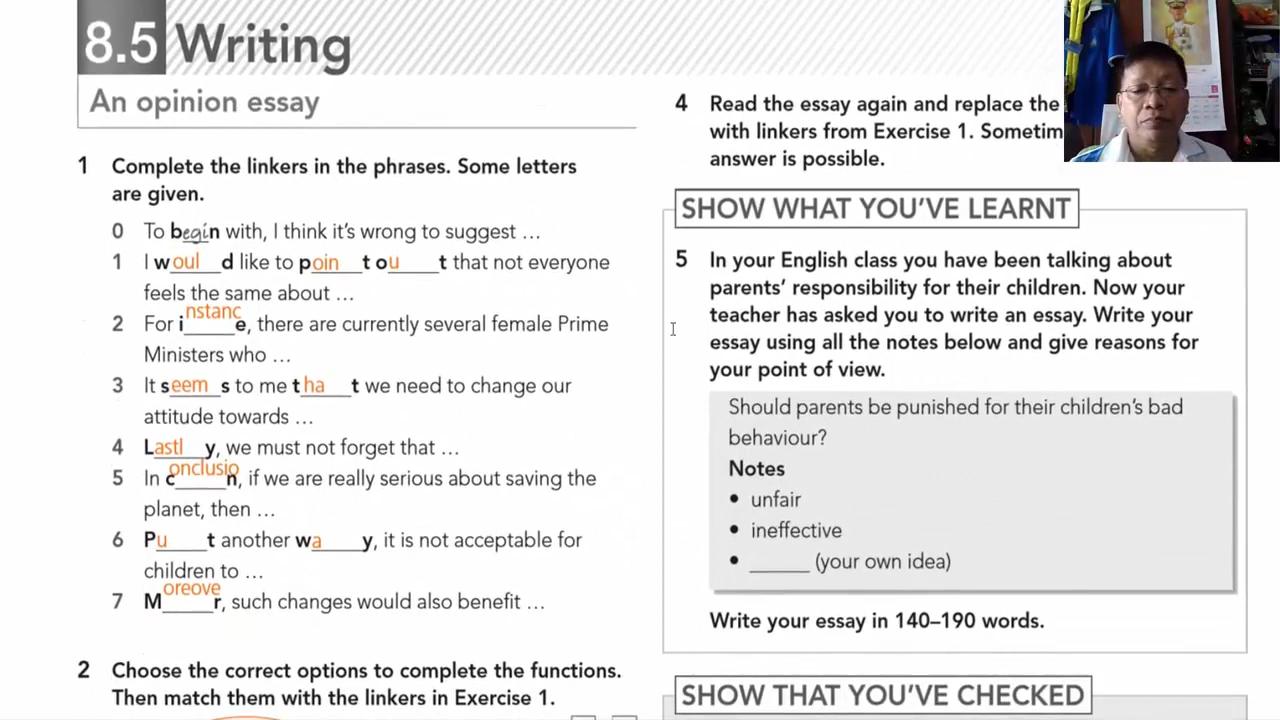 8.5 Writing
An opinion essay
1 Complete the linkers in the phrases. Some letters
are given.
0 To begin with, I think it's wrong to suggest …
1 I would like to point out that not everyone
feels the same about …
2 For instance, there are currently several female Prime
Ministers who …
3 It seems to me that we need to change our
attitude towards …
4 Lastly, we must not forget that …
5 In conclusion, if we are really serious about saving the
planet, then …
6 Put another way, it is not acceptable for
children to …
7 Moreover, such changes would also benefit …
2 Choose the correct options to complete the functions.
Then match them with the linkers in Exercise 1.
4 Read the essay again and replace the
with linkers from Exercise 1.
answer is possible.
SHOW WHAT YOU'VE LEARNT
5 In your English class you have been talking about
parents' responsibility for their children. Now your
teacher has asked you to write an essay. Write your
essay using all the notes below and give reasons for
your point of view.
Should parents be punished for their children's bad
behaviour?
Notes
• unfair
• ineffective
• ______ (your own idea)
Write your essay in 140–190 words.
SHOW THAT YOU'VE CHECKED